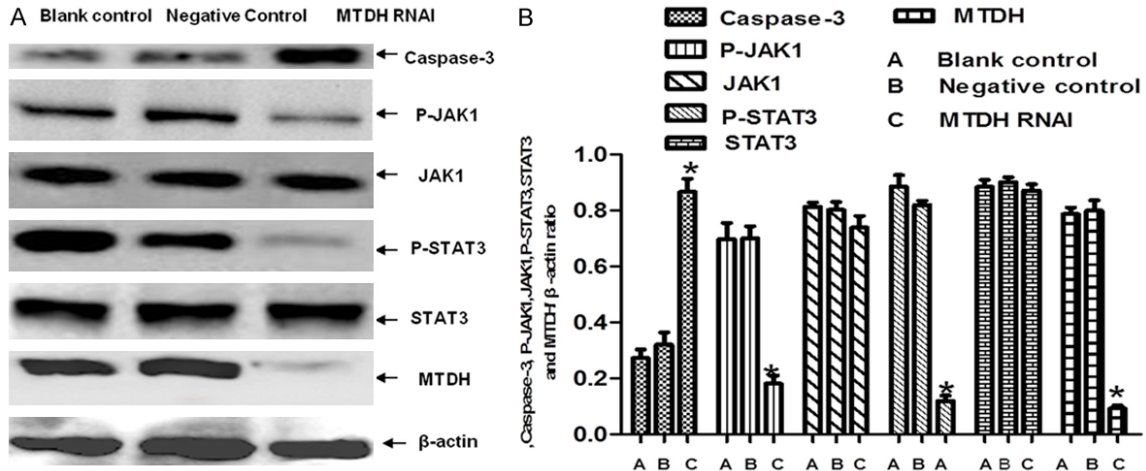 A
Blank control Negative Control MTDH RNAI
Caspase-3
P-JAK1
JAK1
P-STAT3
STAT3
MTDH
β-actin
B
Caspase-3
P-JAK1
JAK1
P-STAT3
STAT3
MTDH
A Blank control
B Negative control
C MTDH RNAI
,Caspase-3, P-JAK1,JAK1,P-STAT3,STAT3
and MTDH/ β-actin ratio
1.0
0.8
0.6
0.4
0.2
0.0
* * * *
A B C A B C A B C A B A A B C A B C